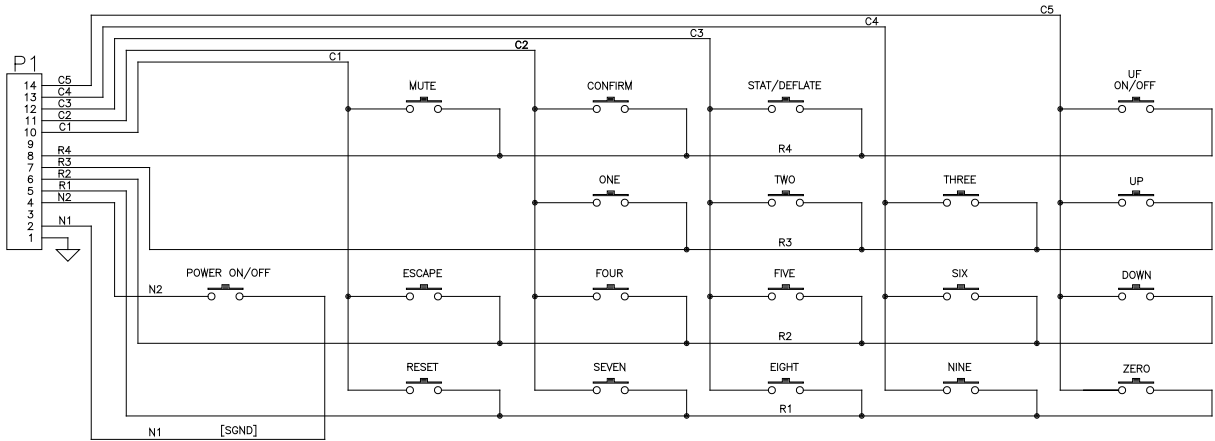 C5
C4
C3
C2
C1
P1
14 C5
13 C4
12 C3
11 C2
10 C1
9
8 R4
7 R3
6 R2
5 R1
4 N2
3
2 N1
1
MUTE
CONFIRM
STAT/DEFLATE
UF
ON/OFF
R4
ONE
TWO
THREE
UP
R3
POWER ON/OFF
N2
ESCAPE
FOUR
FIVE
SIX
DOWN
R2
RESET
SEVEN
EIGHT
NINE
ZERO
R1
N1
[SGND]